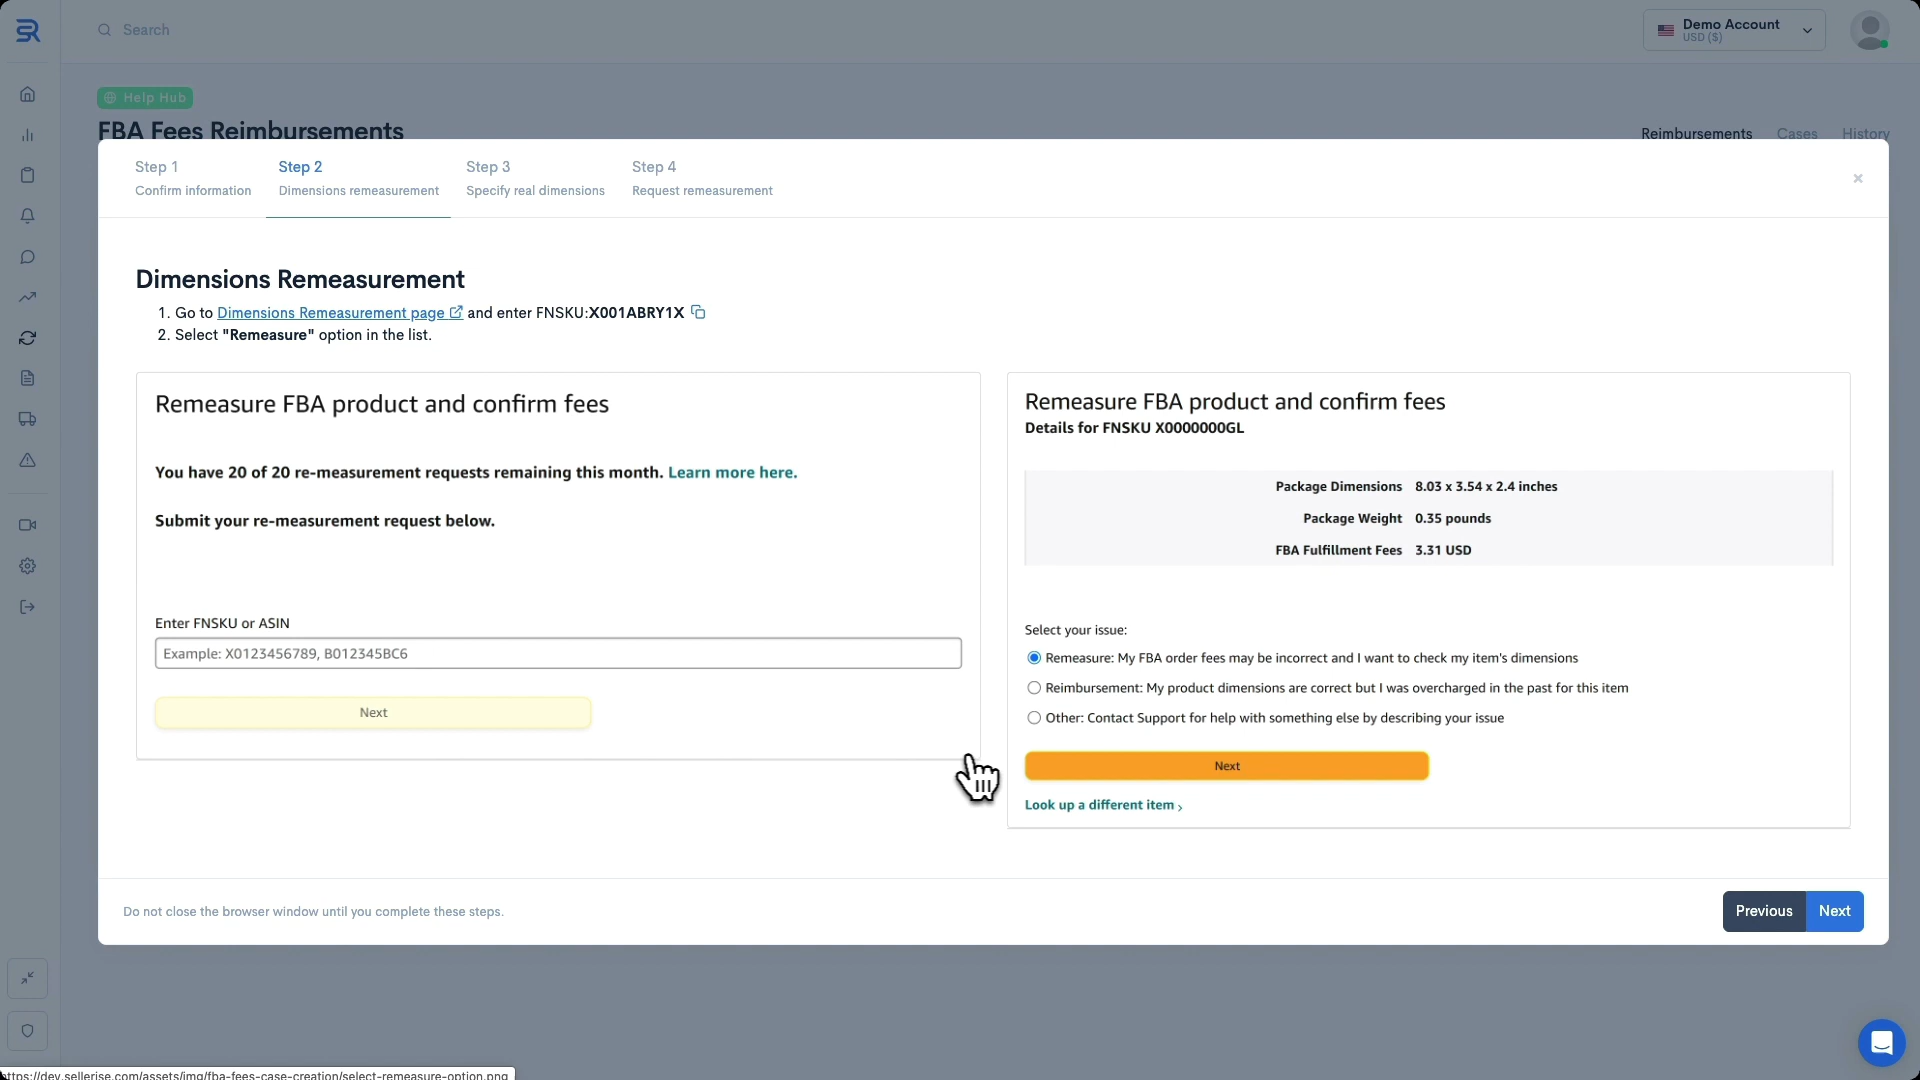 Search
Demo Account
USD ($)
Help Hub
FBA Fees Reimbursements
Reimbursements Cases History
Step 1
Confirm information
Step 2
Dimensions remeasurement
Step 3
Specify real dimensions
Step 4
Request remeasurement
Dimensions Remeasurement
1. Go to Dimensions Remeasurement page and enter FNSKU:X001ABRY1X
2. Select "Remeasure" option in the list.
Remeasure FBA product and confirm fees
You have 20 of 20 re-measurement requests remaining this month. Learn more here.
Submit your re-measurement request below.
Enter FNSKU or ASIN
Example: X0123456789, B012345BC6
Next
Remeasure FBA product and confirm fees
Details for FNSKU X0000000GL
Package Dimensions 8.03 x 3.54 x 2.4 inches
Package Weight 0.35 pounds
FBA Fulfillment Fees 3.31 USD
Select your issue:
Remeasure: My FBA order fees may be incorrect and I want to check my item's dimensions
Reimbursement: My product dimensions are correct but I was overcharged in the past for this item
Other: Contact Support for help with something else by describing your issue
Next
Look up a different item ›
Do not close the browser window until you complete these steps.
Previous Next
https://dev.sellerise.com/assets/img/fba-fees-case-creation/select-remeasure-option.png